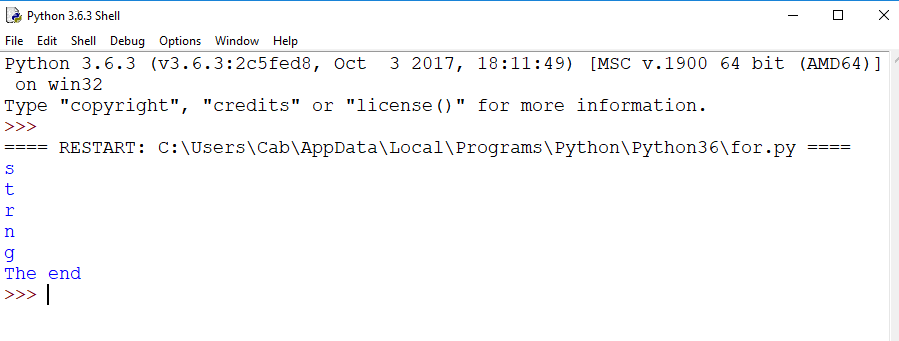 Python 3.6.3 Shell
File Edit Shell Debug Options Window Help
Python 3.6.3 (v3.6.3:2c5fed8, Oct  3 2017, 18:11:49) [MSC v.1900 64 bit (AMD64)]
 on win32
Type "copyright", "credits" or "license()" for more information.
>>>
==== RESTART: C:\Users\Cab\AppData\Local\Programs\Python\Python36\for.py ====
s
t
r
n
g
The end
>>>